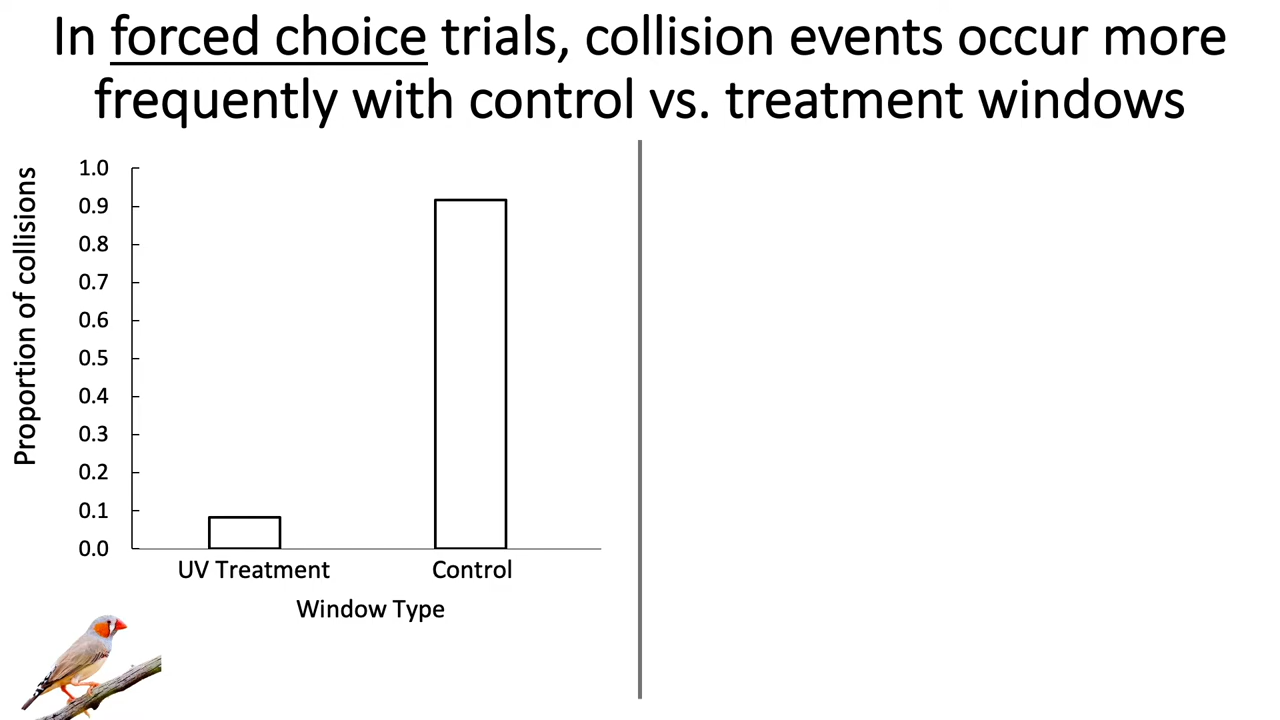 In forced choice trials, collision events occur more
frequently with control vs. treatment windows
Proportion of collisions
1.0
0.9
0.8
0.7
0.6
0.5
0.4
0.3
0.2
0.1
0.0
UV Treatment
Control
Window Type